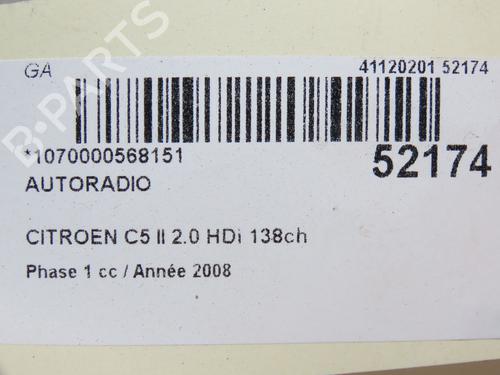 GA 41120201 52174
*1070000568151 52174
AUTORADIO
CITROEN C5 II 2.0 HDi 138ch
Phase 1 cc / Année 2008
B-PARTS